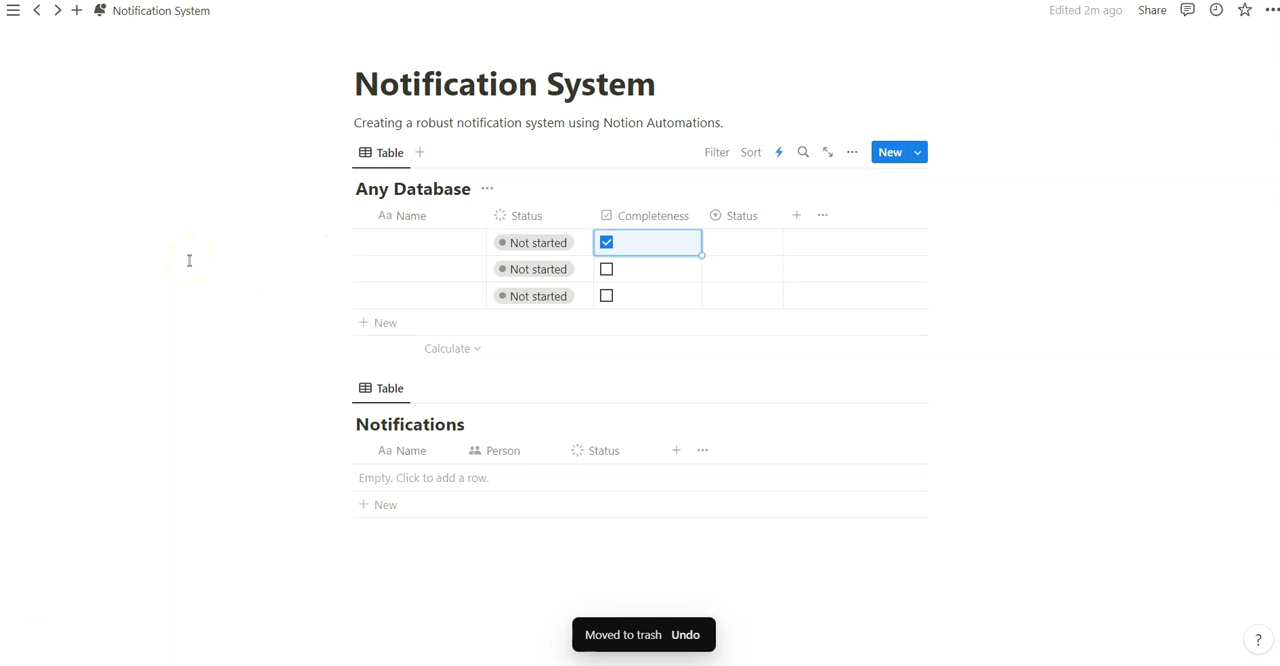 Notification System
Edited 2m ago Share
Notification System
Creating a robust notification system using Notion Automations.
Table
Filter Sort New
Any Database
Aa Name Status Completeness Status
Not started
Not started
Not started
+ New
Calculate
Table
Notifications
Aa Name Person Status
Empty. Click to add a row.
+ New
Moved to trash Undo
?